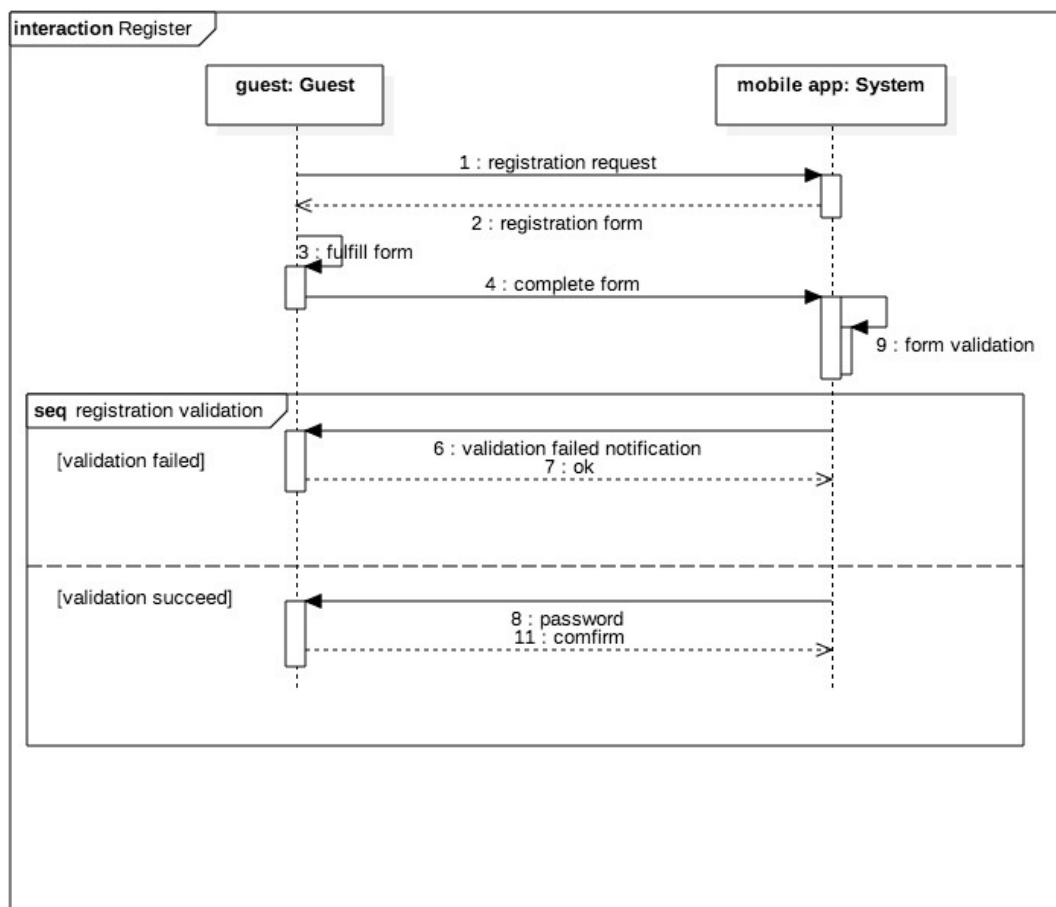 interaction Register
guest: Guest
mobile app: System
1 : registration request
2 : registration form
3 : fulfill form
4 : complete form
9 : form validation
seq registration validation
[validation failed]
6 : validation failed notification
7 : ok
[validation succeed]
8 : password
11 : comfirm